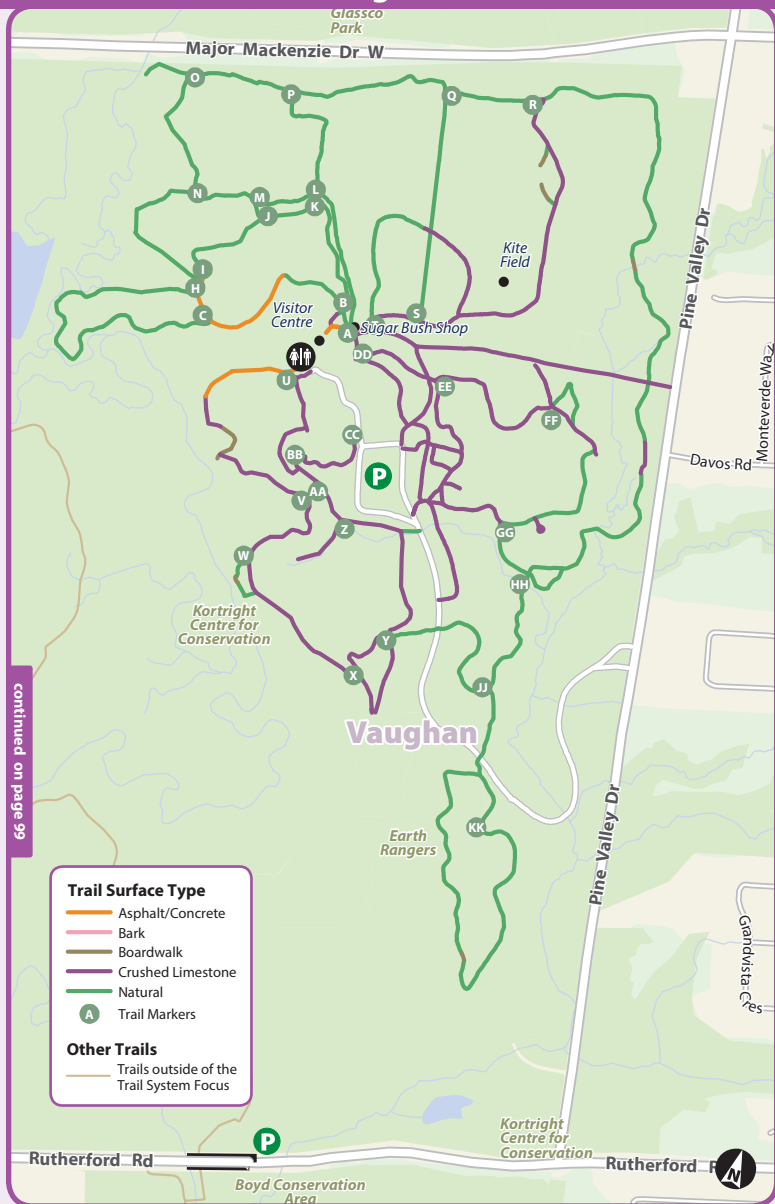 Glassco
Park
Major Mackenzie Dr W
O
P
Q
R
N
M
L
K
J
Kite
Field
Pine Valley Dr
I
H
C
Visitor
Centre
B
S
A
Sugar Bush Shop
DD
U
EE
FF
Monteverde Way
CC
BB
P
Davos Rd
AA
V
Z
GG
W
HH
Kortright
Centre for
Conservation
Y
X
JJ
Vaughan
continued on page 99
KK
Earth
Rangers
Pine Valley Dr
Grandvista Cres
Trail Surface Type
Asphalt/Concrete
Bark
Boardwalk
Crushed Limestone
Natural
A Trail Markers
Other Trails
Trails outside of the
Trail System Focus
P
Kortright
Centre for
Conservation
Rutherford Rd
Rutherford
N
Boyd Conservation
Area